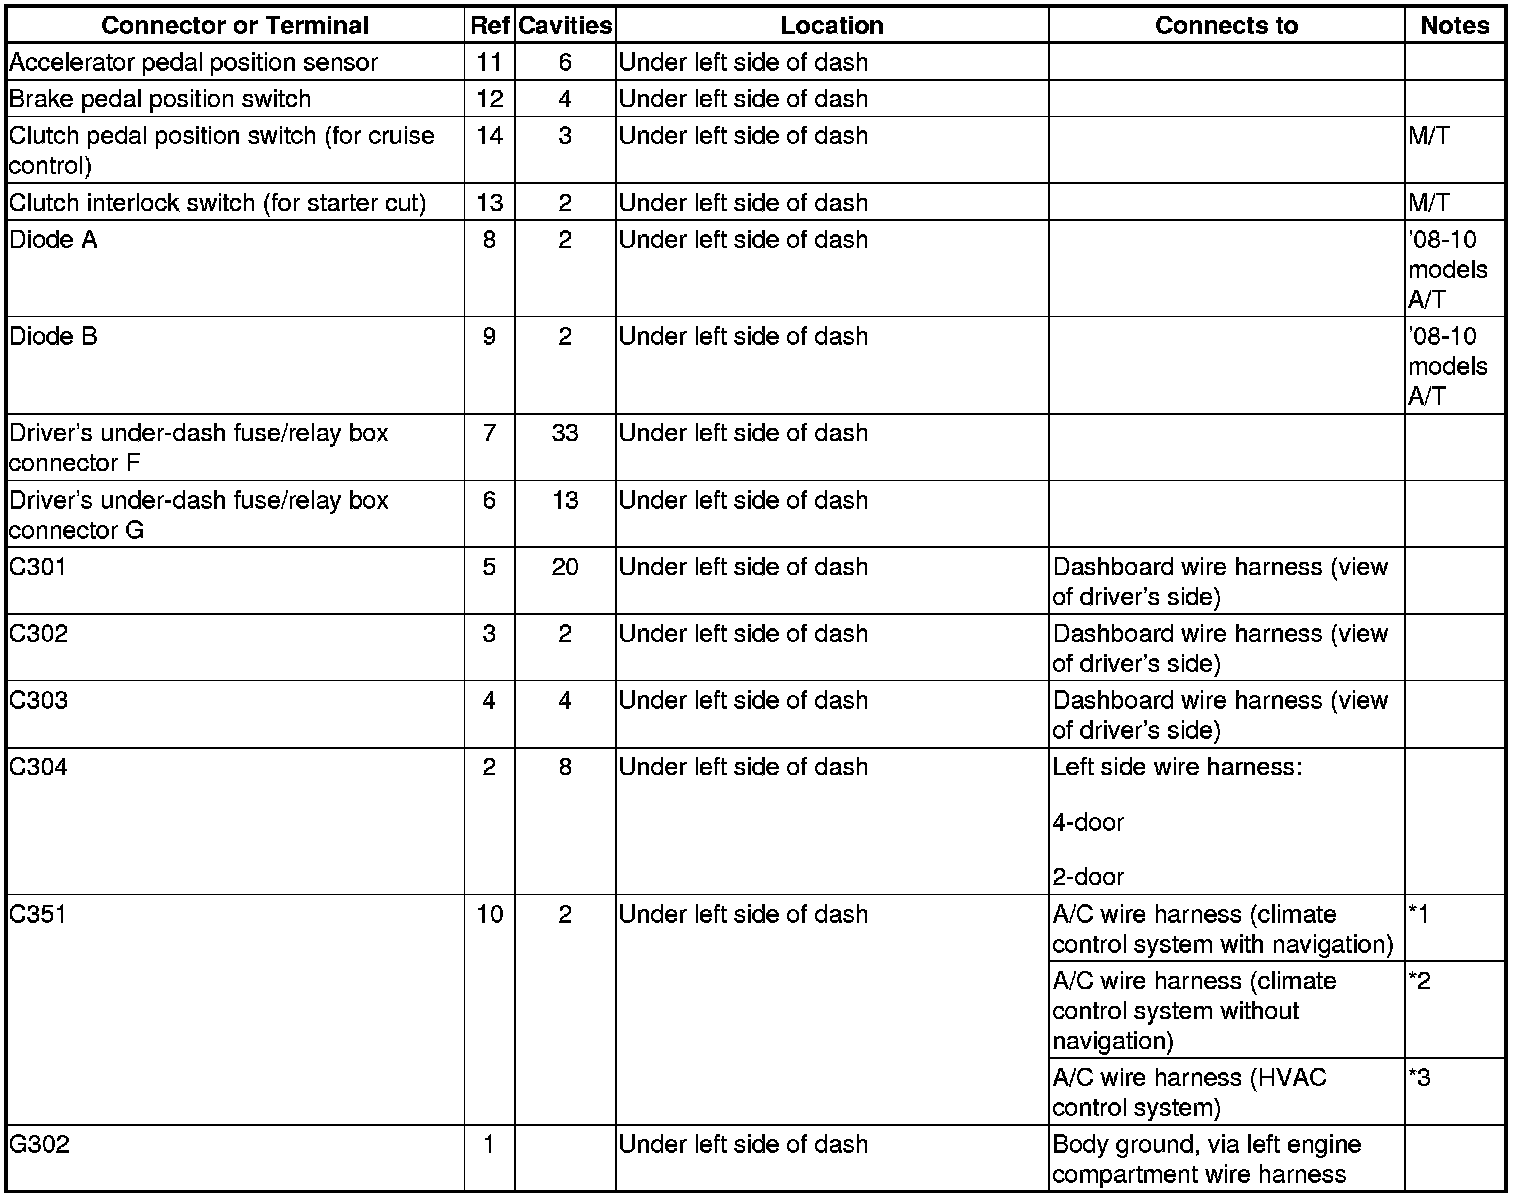 Connector or Terminal Ref Cavities Location Connects to Notes
Accelerator pedal position sensor 11 6 Under left side of dash
Brake pedal position switch 12 4 Under left side of dash
Clutch pedal position switch (for cruise 14 3 Under left side of dash M/T
control)
Clutch interlock switch (for starter cut) 13 2 Under left side of dash M/T
Diode A 8 2 Under left side of dash '08-10
models
A/T
Diode B 9 2 Under left side of dash '08-10
models
A/T
Driver's under-dash fuse/relay box 7 33 Under left side of dash
connector F
Driver's under-dash fuse/relay box 6 13 Under left side of dash
connector G
C301 5 20 Under left side of dash Dashboard wire harness (view
of driver's side)
C302 3 2 Under left side of dash Dashboard wire harness (view
of driver's side)
C303 4 4 Under left side of dash Dashboard wire harness (view
of driver's side)
C304 2 8 Under left side of dash Left side wire harness:
4-door
2-door
C351 10 2 Under left side of dash A/C wire harness (climate *1
control system with navigation)
A/C wire harness (climate *2
control system without
navigation)
A/C wire harness (HVAC *3
control system)
G302 1 Under left side of dash Body ground, via left engine
compartment wire harness